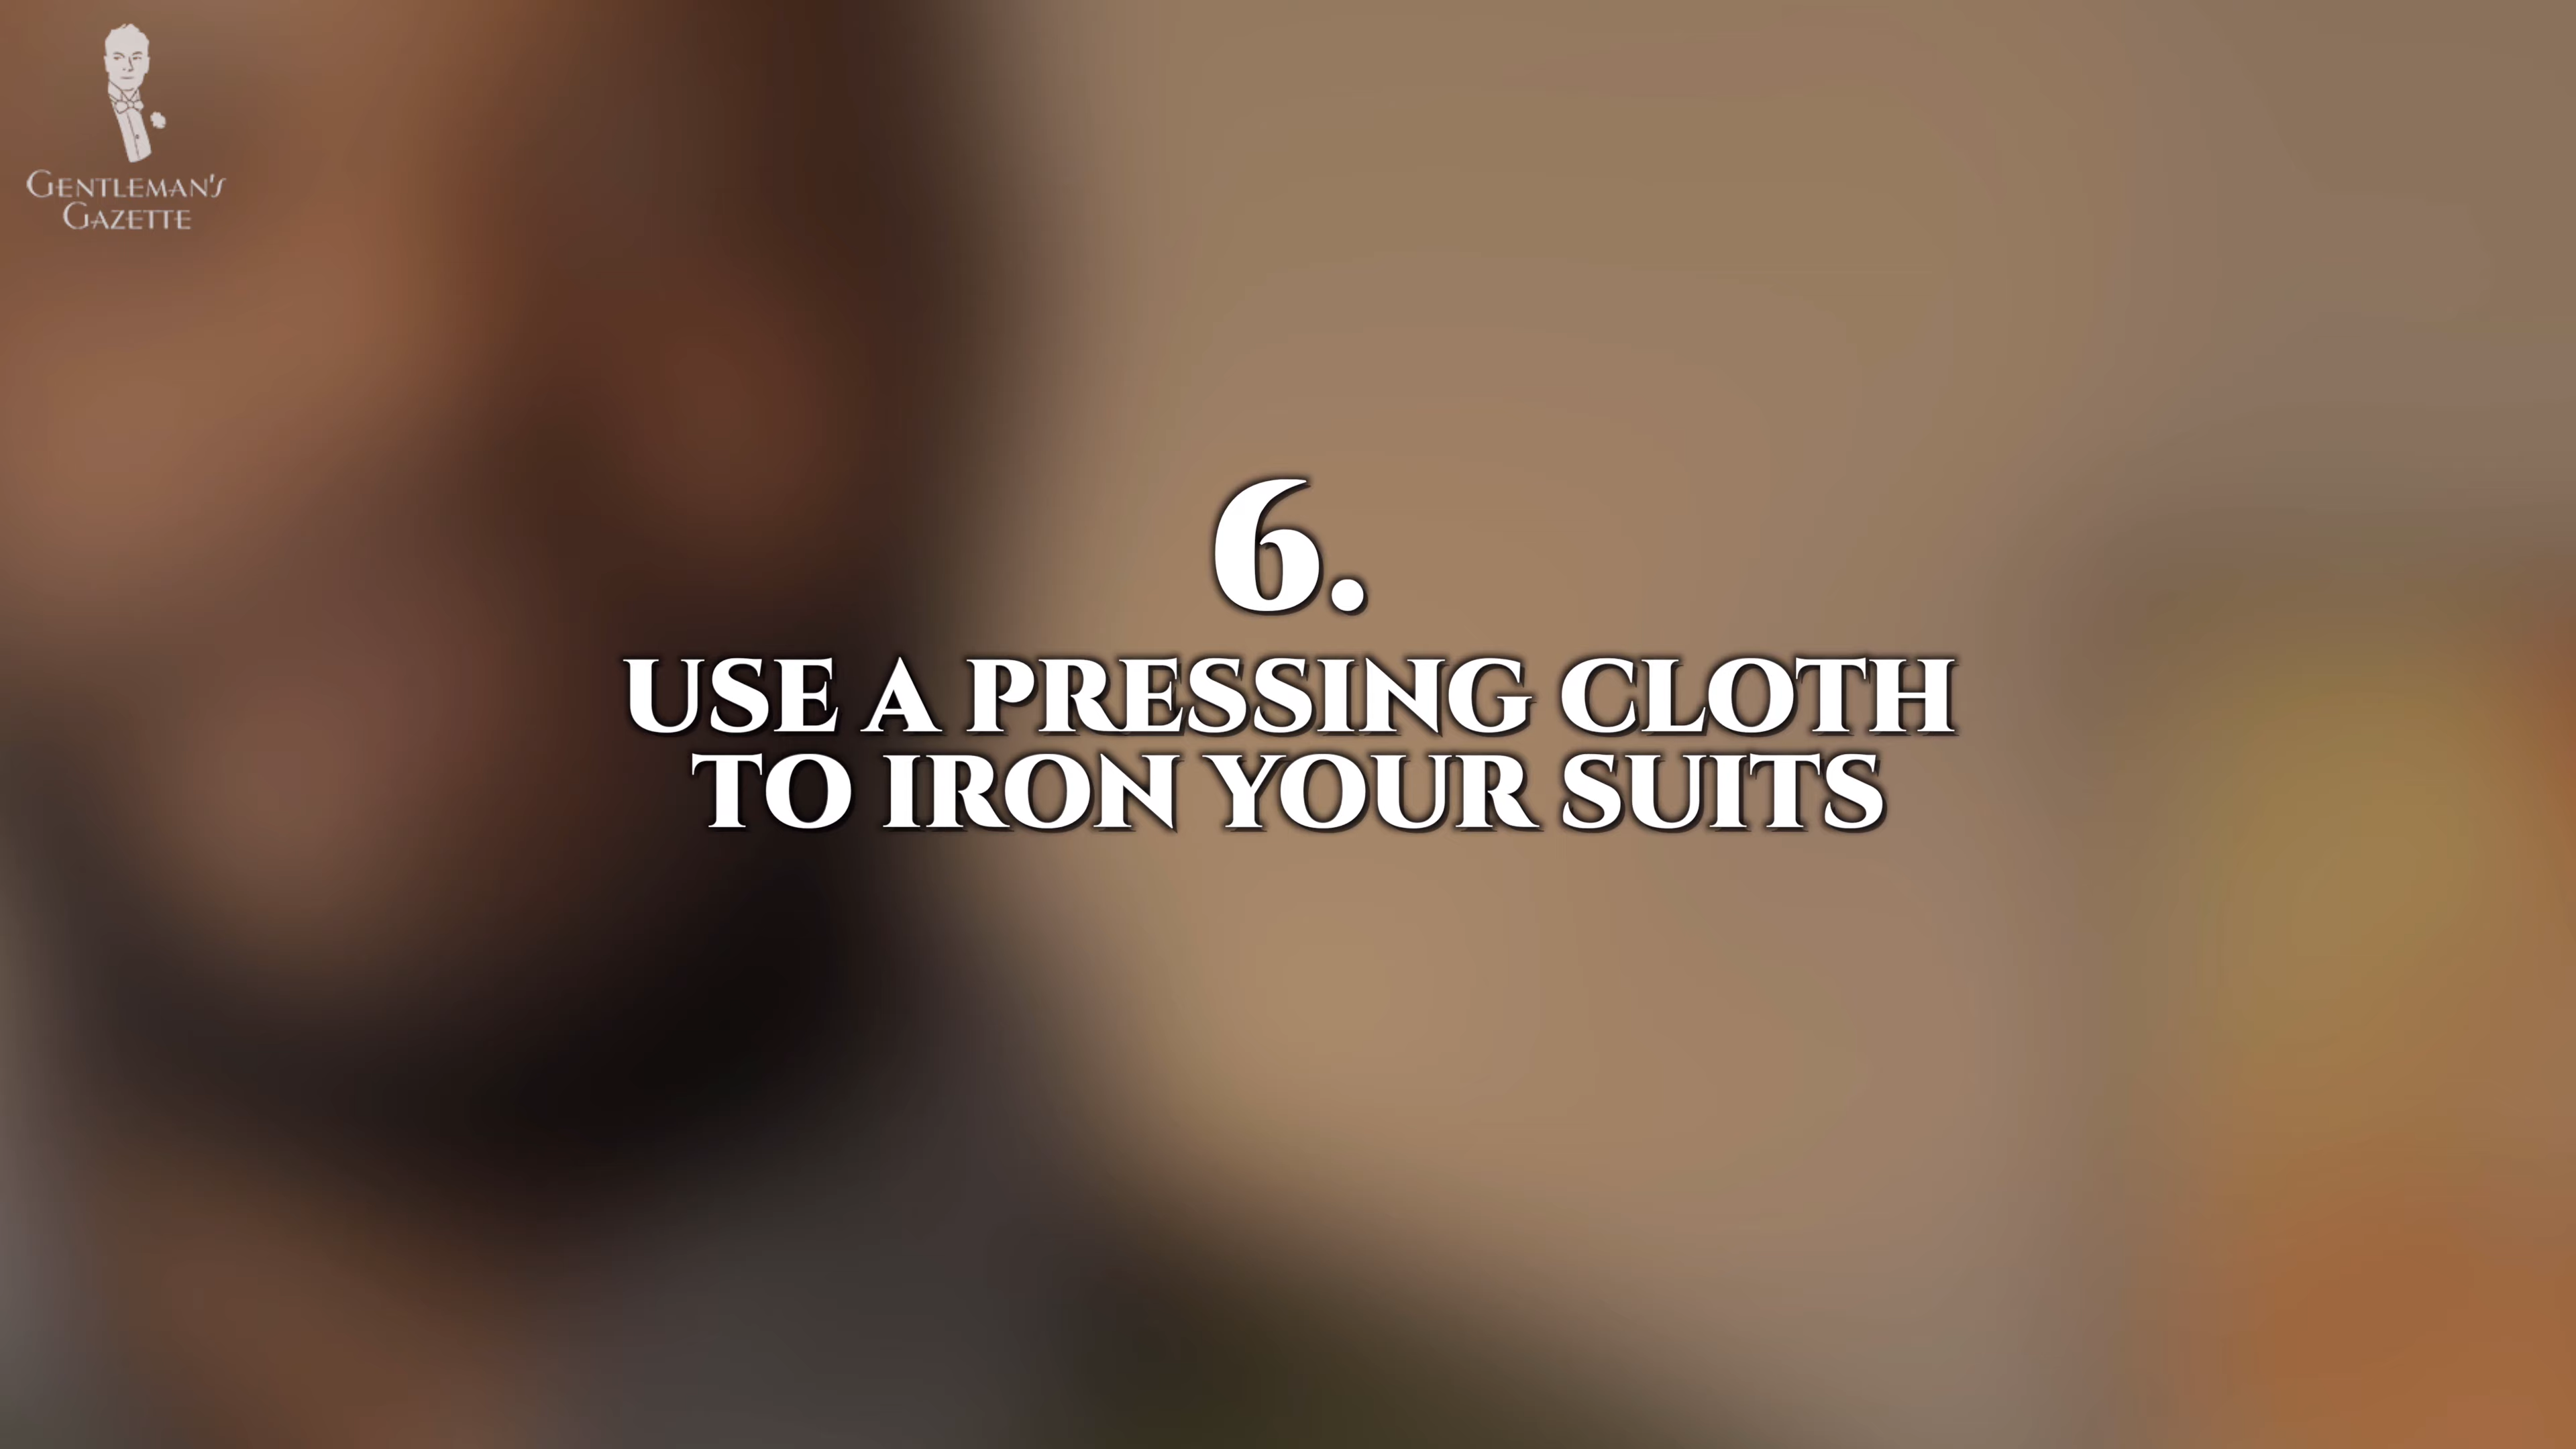 GENTLEMAN'S
GAZETTE
6.
USE A PRESSING CLOTH
TO IRON YOUR SUITS